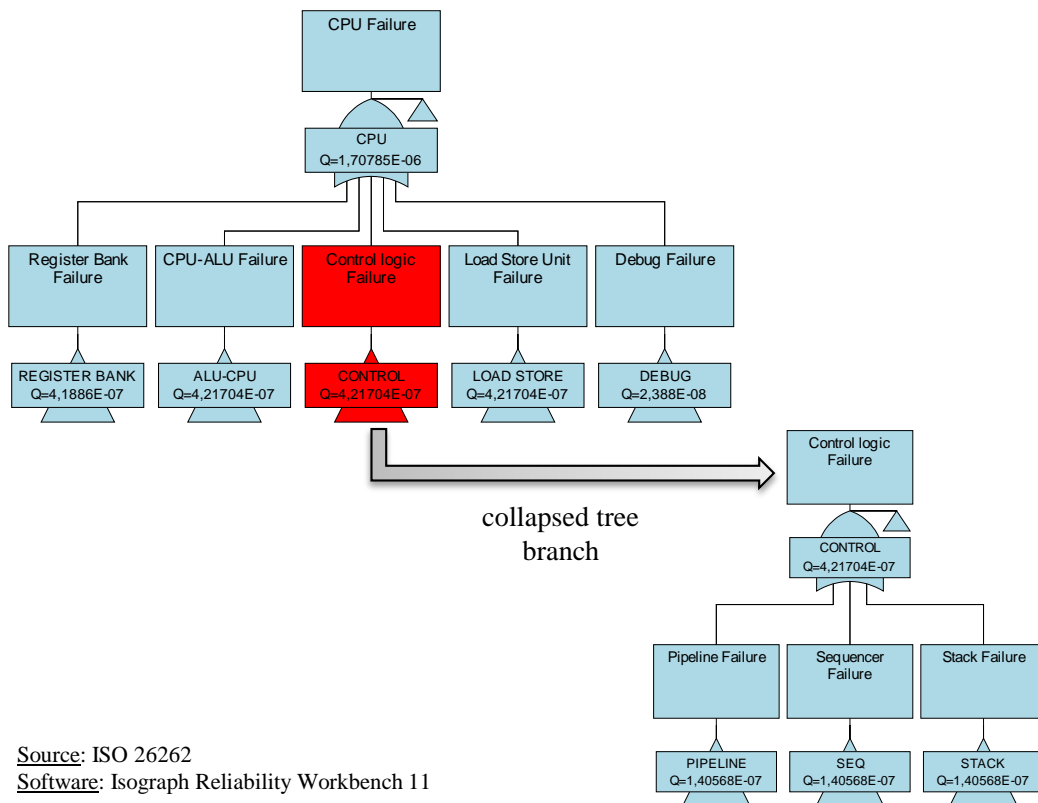 CPU Failure
CPU
Q=1,70785E-06
Register Bank
Failure
CPU-ALU Failure
Control logic
Failure
Load Store Unit
Failure
Debug Failure
REGISTER BANK
Q=4,1886E-07
ALU-CPU
Q=4,21704E-07
CONTROL
Q=4,21704E-07
LOAD STORE
Q=4,21704E-07
DEBUG
Q=2,388E-08
collapsed tree
branch
Control logic
Failure
CONTROL
Q=4,21704E-07
Pipeline Failure
Sequencer
Failure
Stack Failure
PIPELINE
Q=1,40568E-07
SEQ
Q=1,40568E-07
STACK
Q=1,40568E-07
Source: ISO 26262
Software: Isograph Reliability Workbench 11